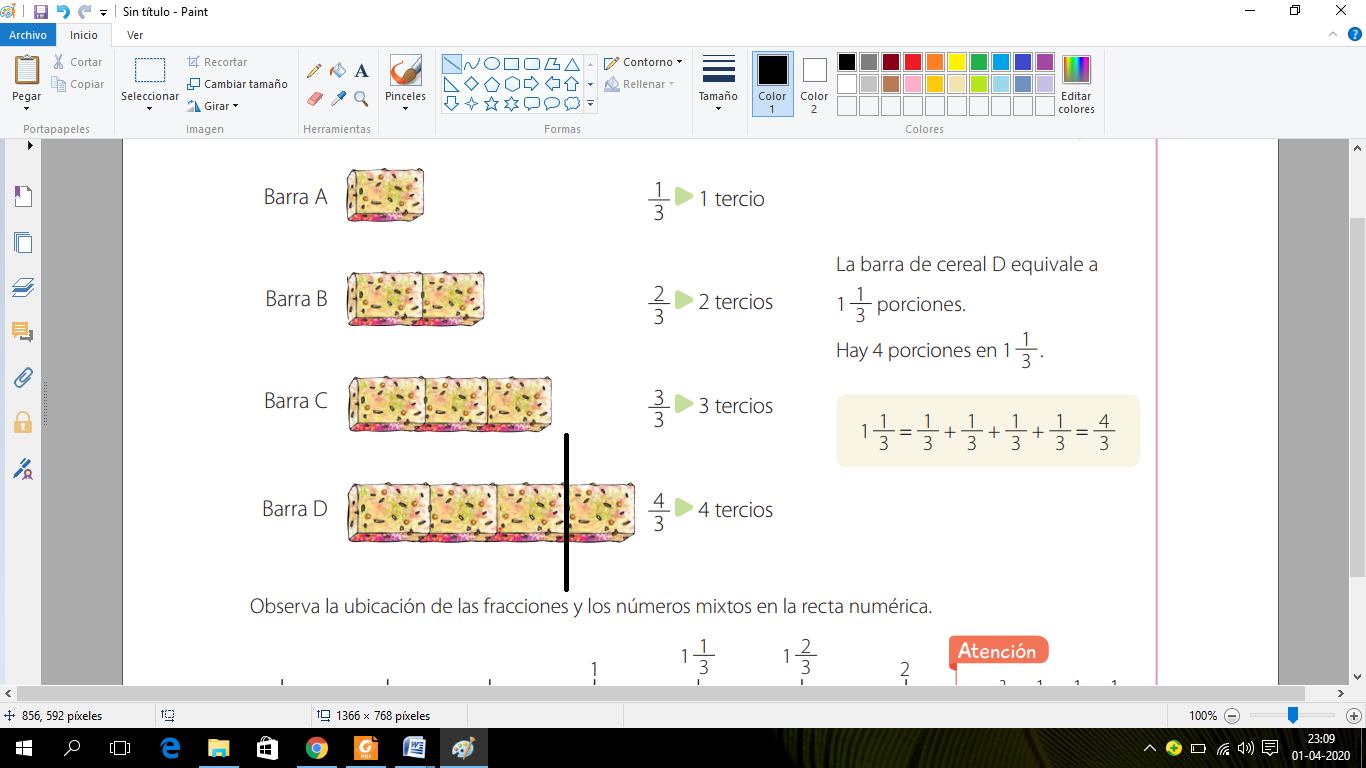 Sin título - Paint
Archivo Inicio Ver
Pegar
Cortar
Copiar
Portapapeles
Seleccionar
Recortar
Cambiar tamaño
Girar
Imagen
A
Herramientas
Pinceles
Contorno
Rellenar
Formas
Tamaño
Color 1
Color 2
Editar colores
Colores
Barra A 1/3 1 tercio
Barra B 2/3 2 tercios
Barra C 3/3 3 tercios
Barra D 4/3 4 tercios
La barra de cereal D equivale a
1 1/3 porciones.
Hay 4 porciones en 1 1/3.
1 1/3 = 1/3 + 1/3 + 1/3 + 1/3 = 4/3
Observa la ubicación de las fracciones y los números mixtos en la recta numérica.
1 1 1/3 1 2/3 2
Atención
856, 592 píxeles
1366 × 768 píxeles
100%
23:09
01-04-2020